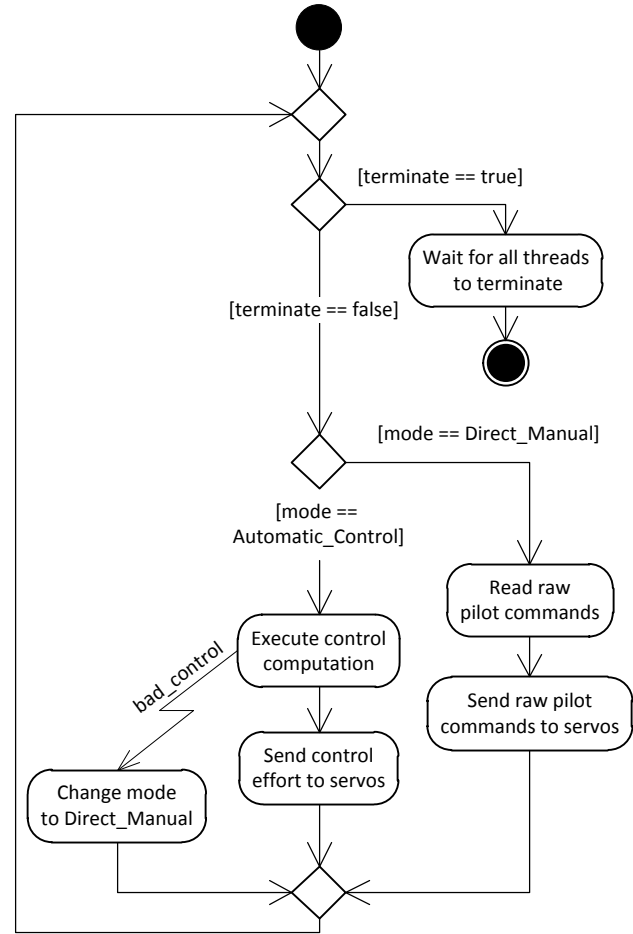 [terminate == true]
Wait for all threads
to terminate
[terminate == false]
[mode == Direct_Manual]
[mode ==
Automatic_Control]
Read raw
pilot commands
Execute control
computation
bad_control
Send raw pilot
commands to servos
Send control
effort to servos
Change mode
to Direct_Manual